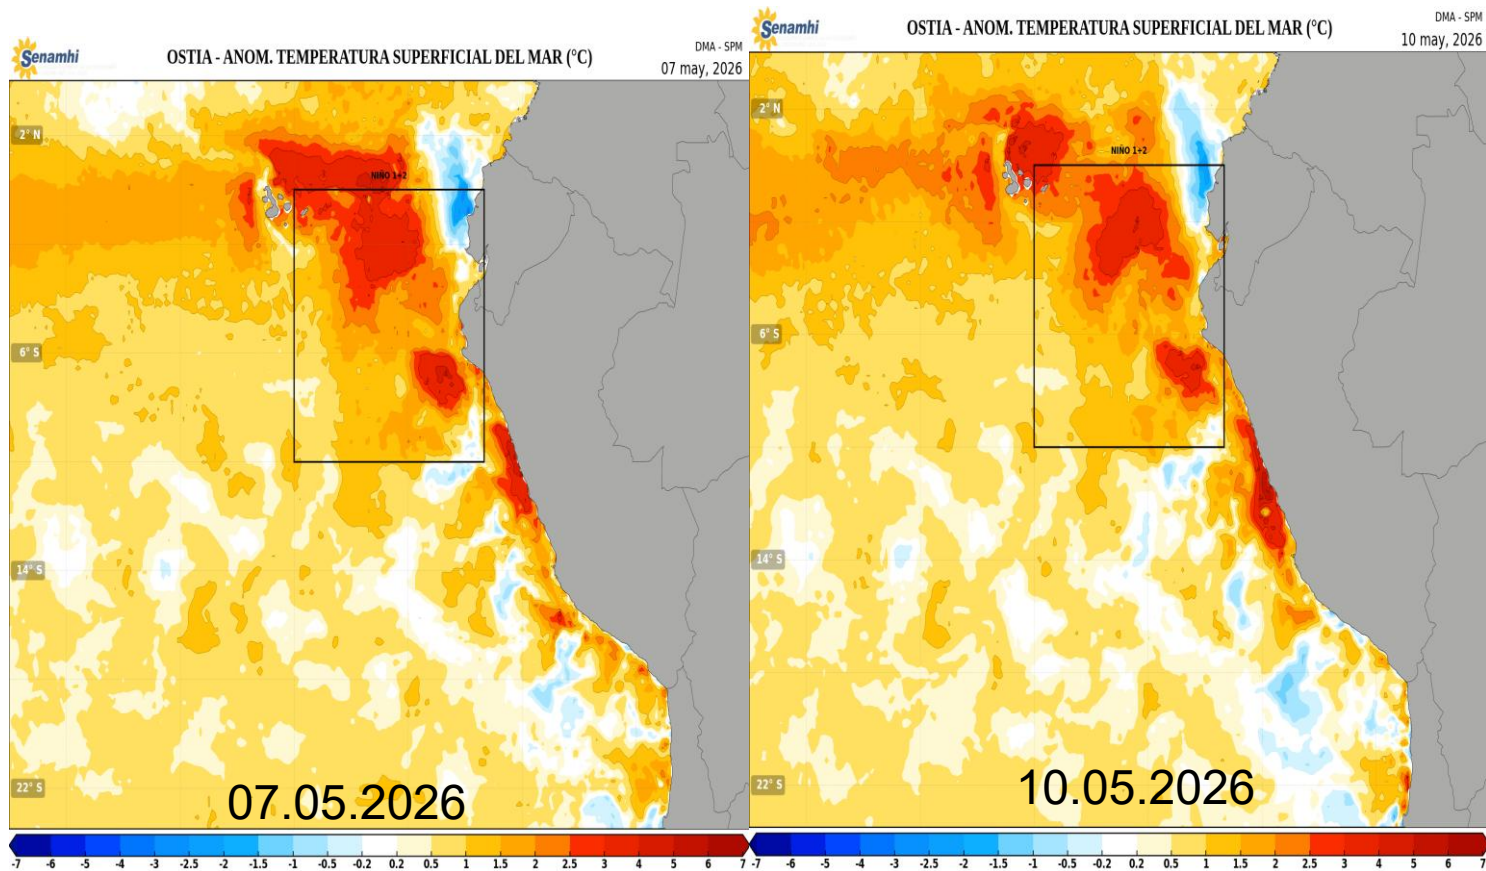 Senamhi
OSTIA - ANOM. TEMPERATURA SUPERFICIAL DEL MAR (°C)
DMA - SPM
07 may, 2026
2° N
NIÑO 1+2
6° S
14° S
22° S
07.05.2026
-7 -6 -5 -4 -3 -2.5 -2 -1.5 -1 -0.5 -0.2 0.2 0.5 1 1.5 2 2.5 3 4 5 6 7
Senamhi
OSTIA - ANOM. TEMPERATURA SUPERFICIAL DEL MAR (°C)
DMA - SPM
10 may, 2026
2° N
NIÑO 1+2
6° S
14° S
22° S
10.05.2026
-7 -6 -5 -4 -3 -2.5 -2 -1.5 -1 -0.5 -0.2 0.2 0.5 1 1.5 2 2.5 3 4 5 6 7